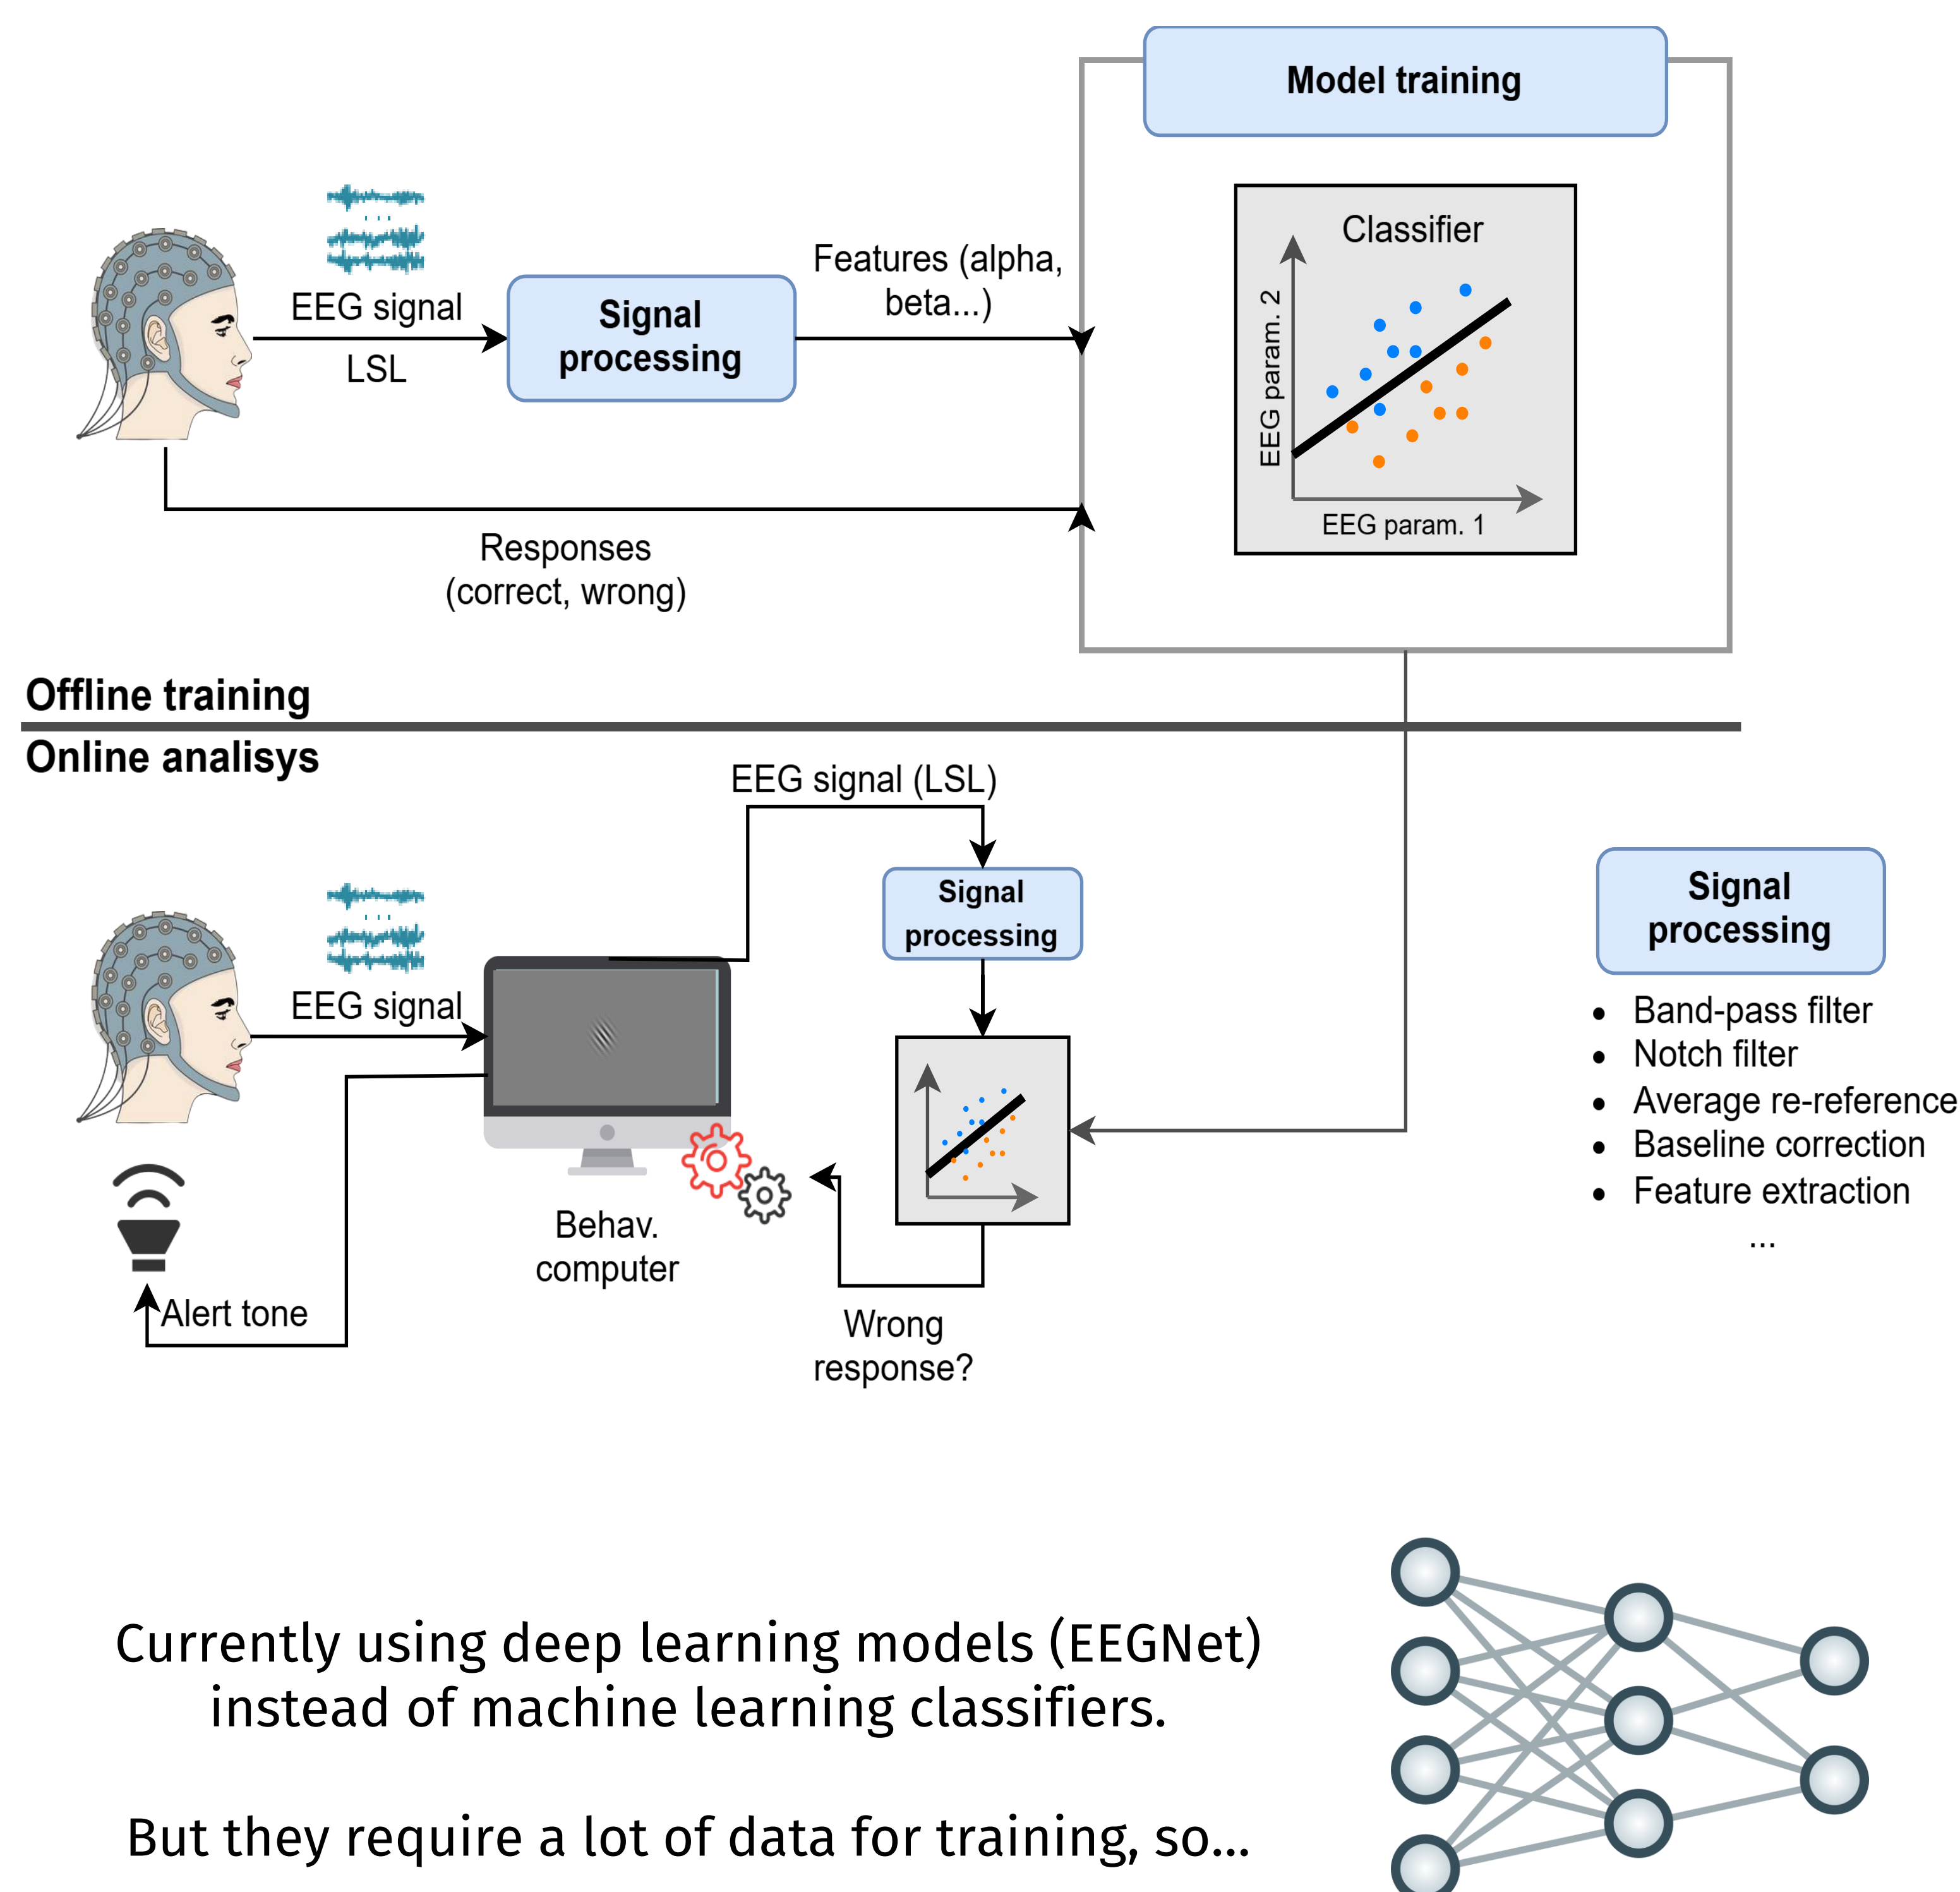 Model training
Classifier
EEG param. 2
EEG param. 1
EEG signal
LSL
Signal
processing
Features (alpha,
beta...)
Responses
(correct, wrong)
Offline training
Online analisys
EEG signal (LSL)
Signal
processing
EEG signal
Behav.
computer
Alert tone
Wrong
response?
Signal
processing
• Band-pass filter
• Notch filter
• Average re-reference
• Baseline correction
• Feature extraction
...
Currently using deep learning models (EEGNet)
instead of machine learning classifiers.
But they require a lot of data for training, so...